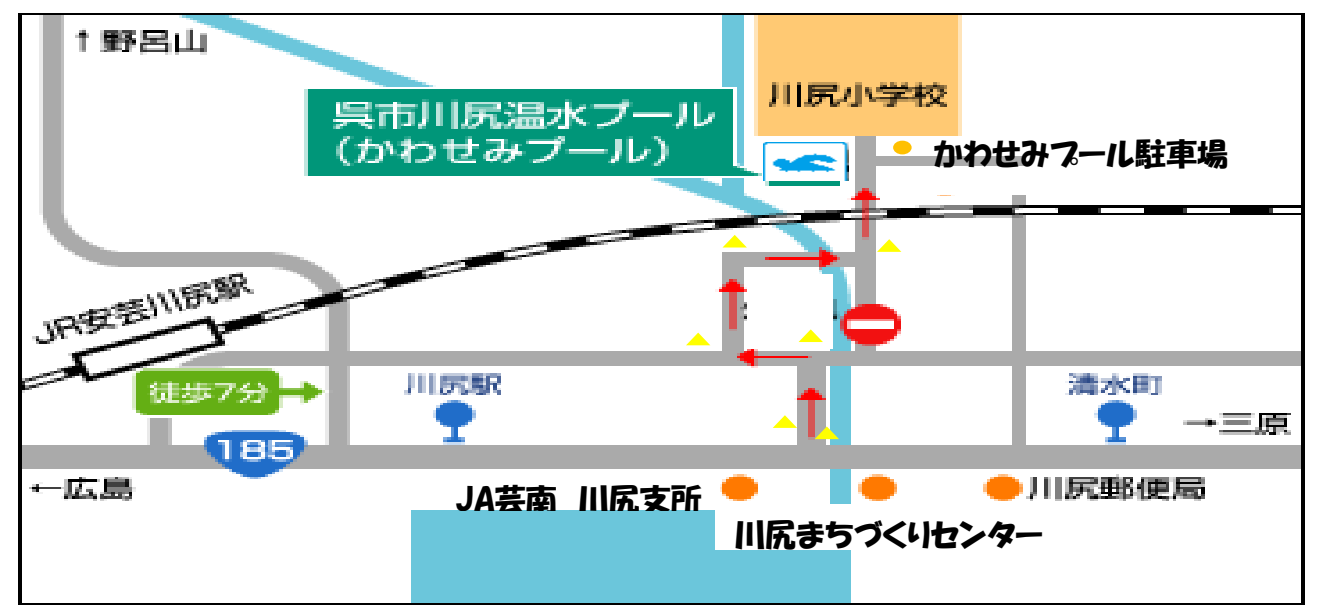 ↑野呂山
川尻小学校
呉市川尻温水プール
(かわせみプール)
かわせみプール駐車場
JR安芸川尻駅
徒歩7分→
川尻駅
清水町
→三原
185
←広島
JA芸南 川尻支所
川尻郵便局
川尻まちづくりセンター